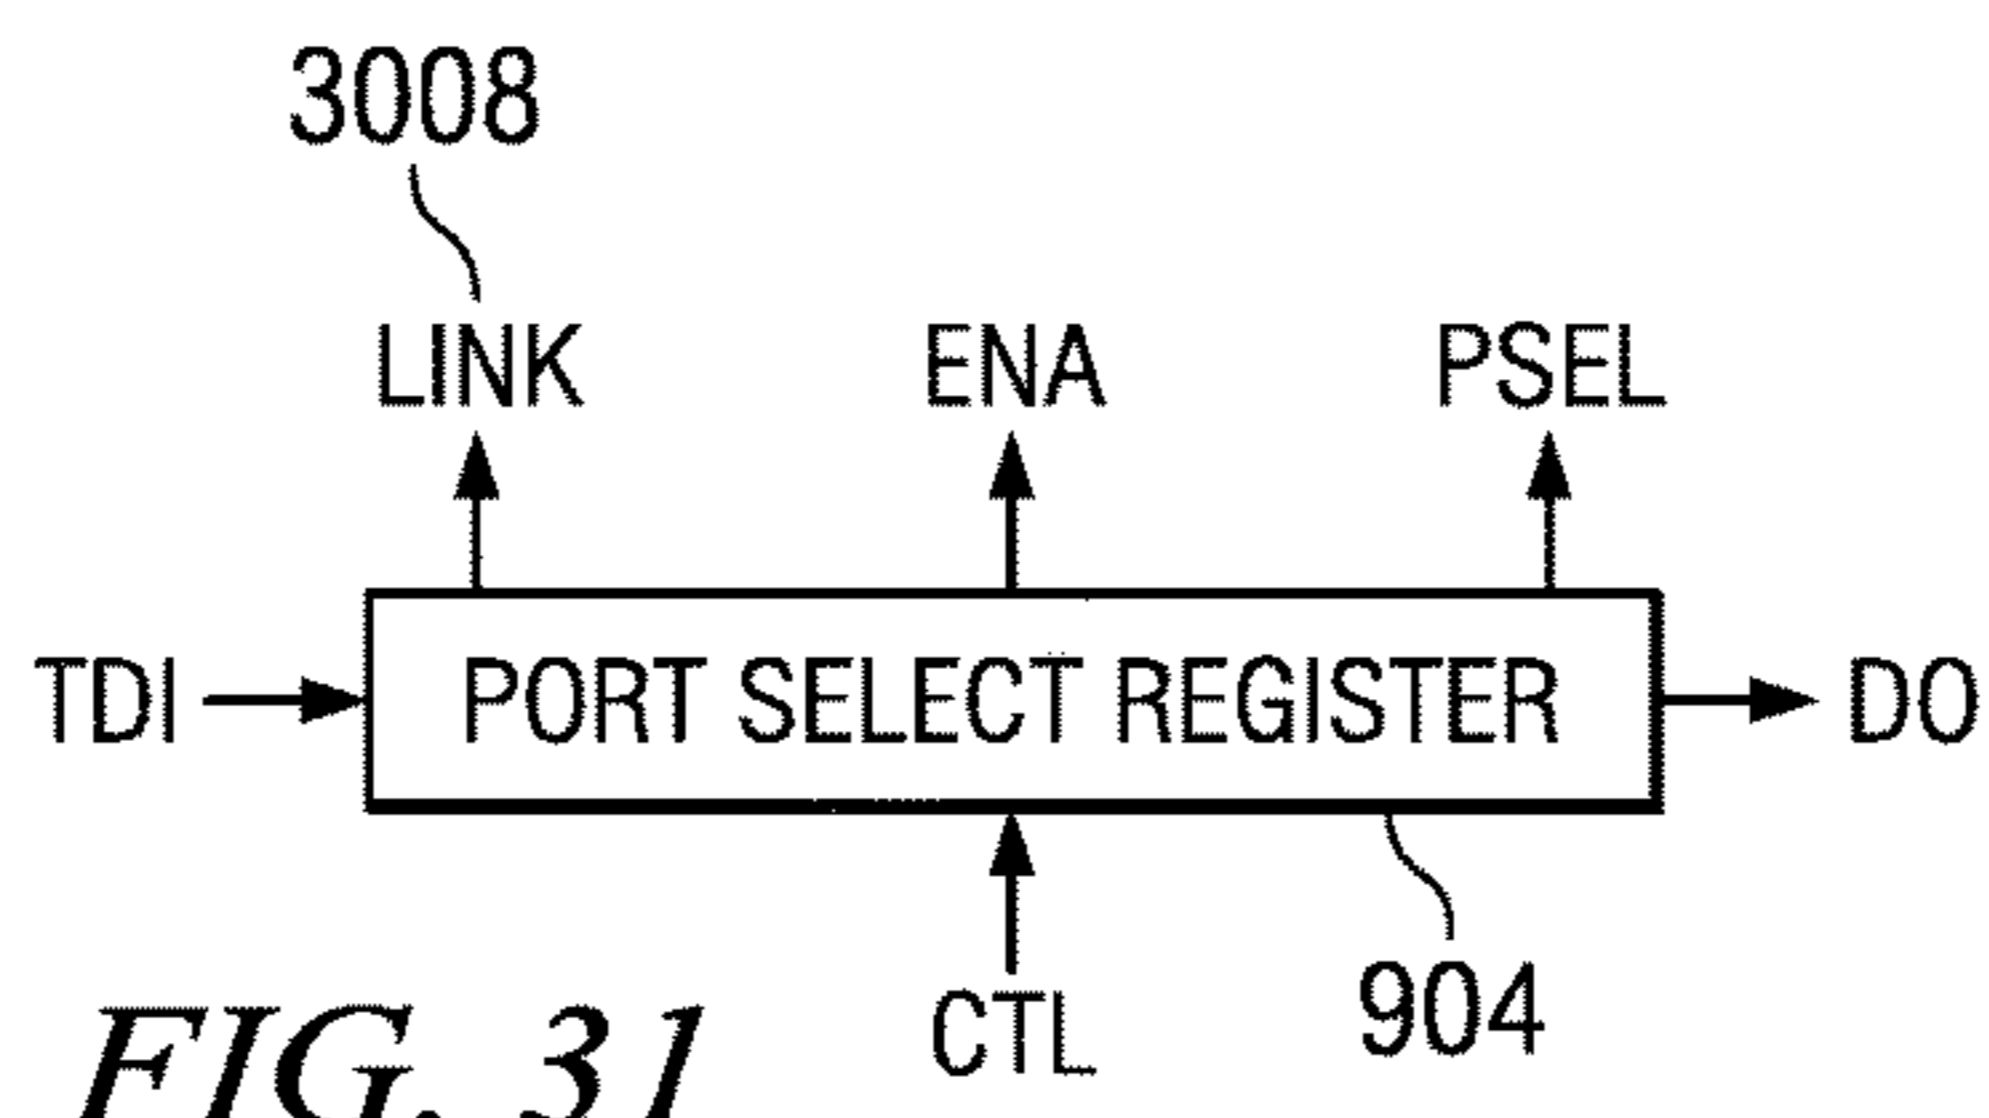 3008
LINK ENA PSEL
TDI PORT SELECT REGISTER DO
CTL 904
FIG. 31